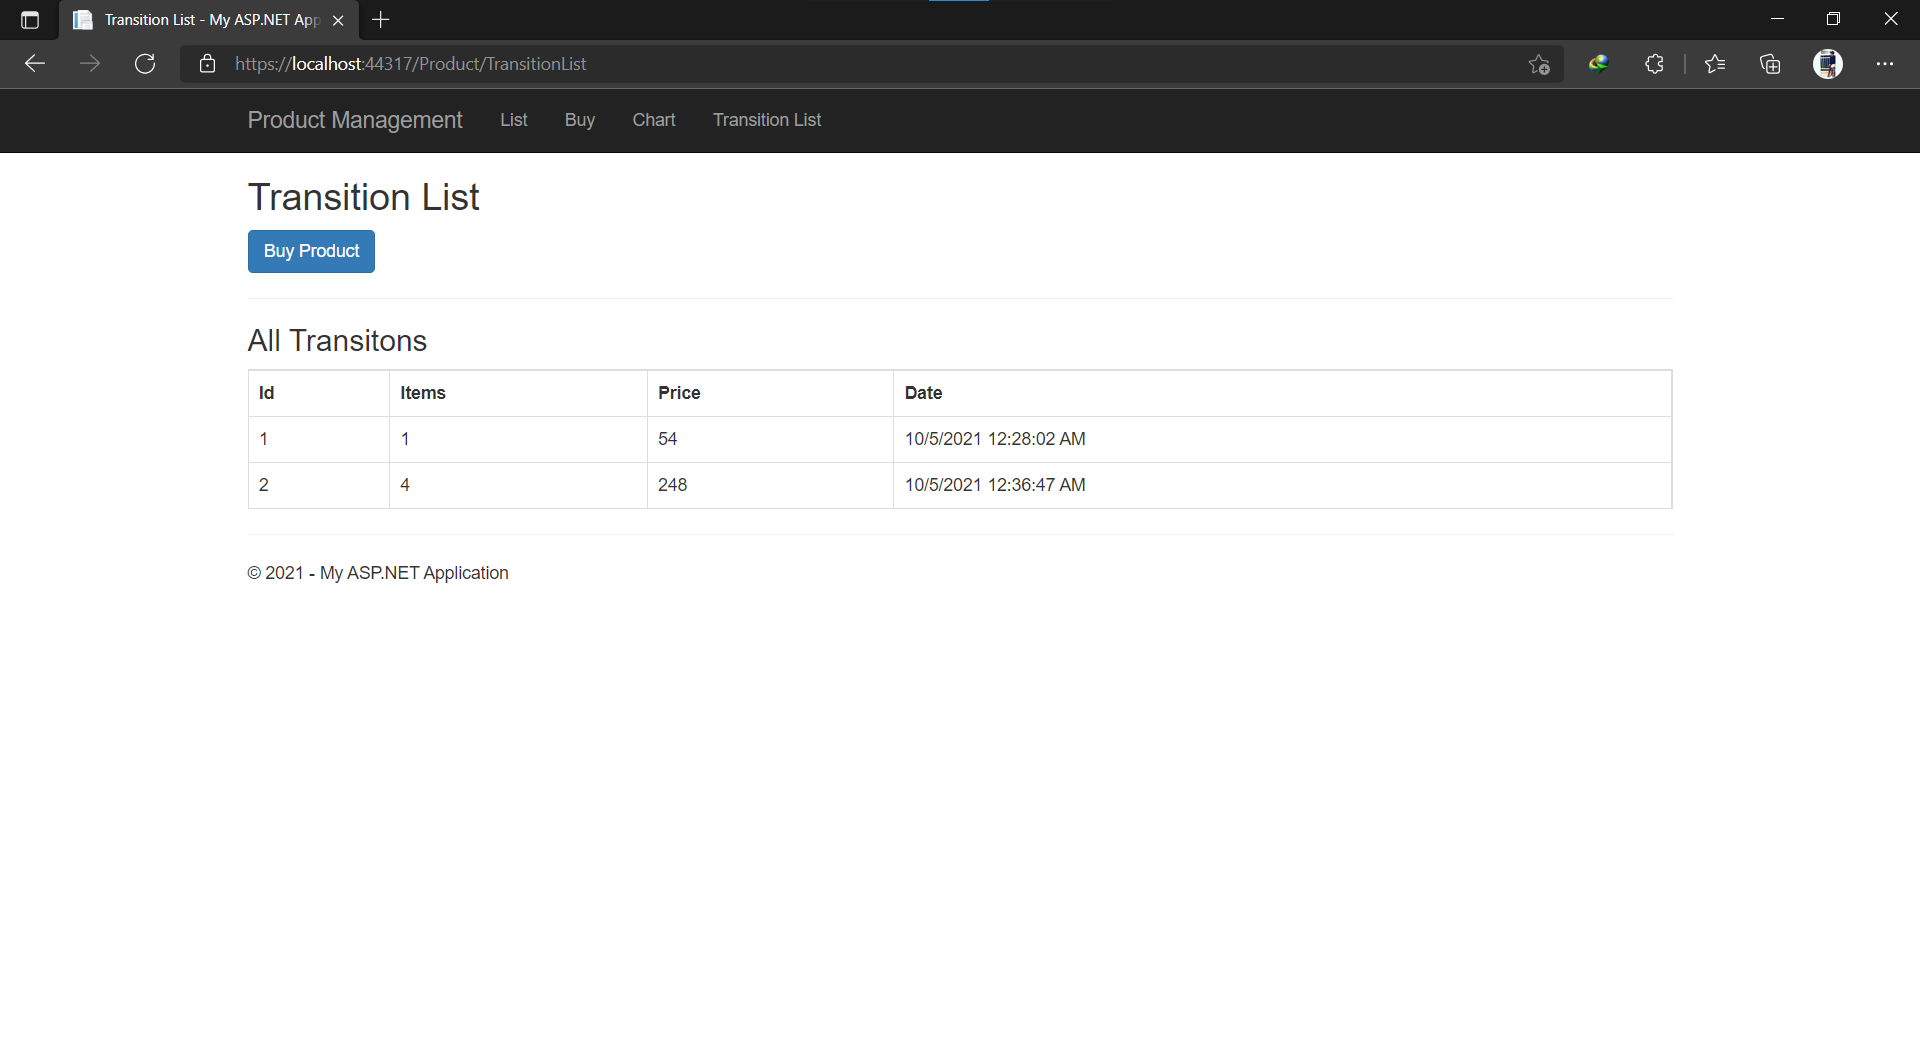 Transition List - My ASP.NET App
https://localhost:44317/Product/TransitionList
Product Management List Buy Chart Transition List
Transition List
Buy Product
All Transitons
Id Items Price Date
1 1 54 10/5/2021 12:28:02 AM
2 4 248 10/5/2021 12:36:47 AM
© 2021 - My ASP.NET Application